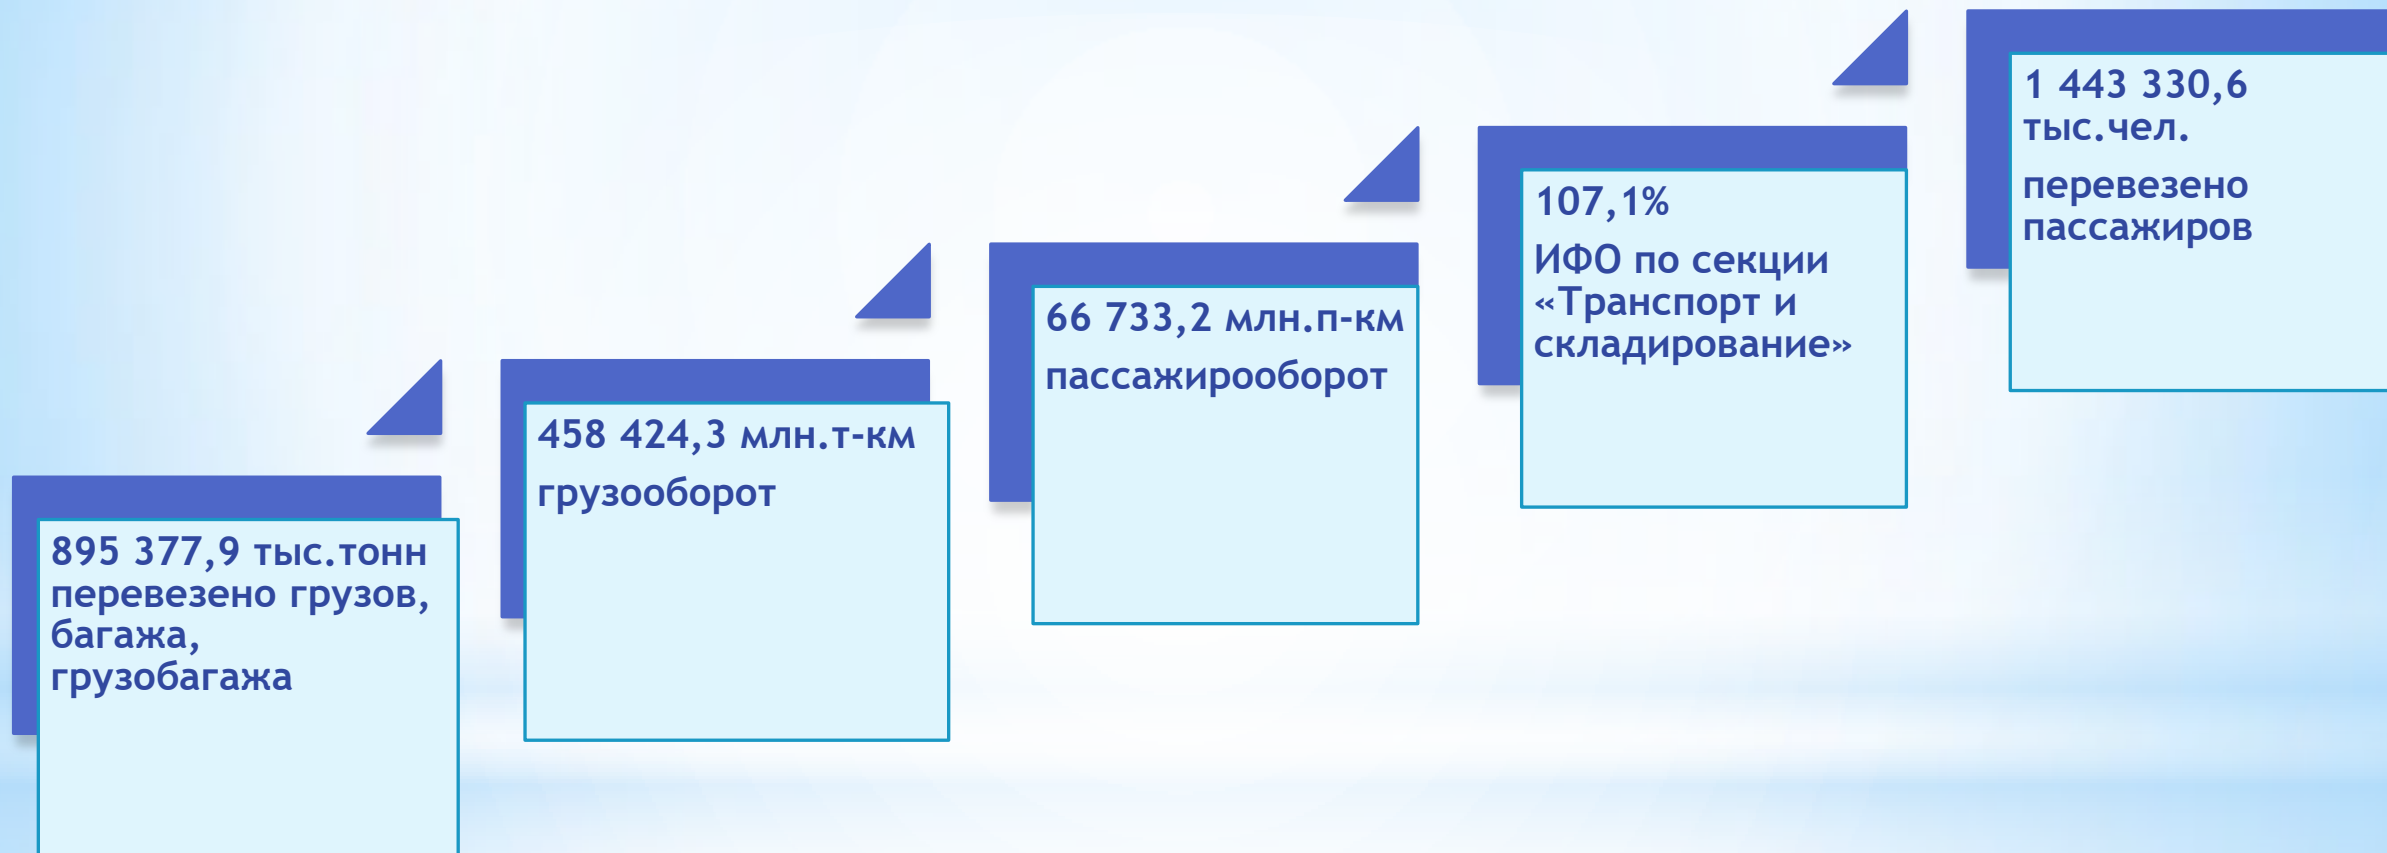 895 377,9 тыс.тонн
перевезено грузов,
багажа,
грузобагажа
458 424,3 млн.т-км
грузооборот
66 733,2 млн.п-км
пассажирооборот
107,1%
ИФО по секции
«Транспорт и
складирование»
1 443 330,6
тыс.чел.
перевезено
пассажиров